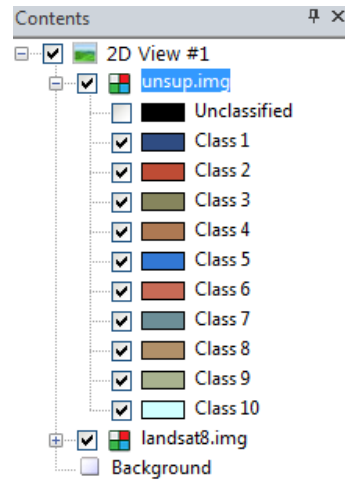 Contents
2D View #1
unsup.img
Unclassified
Class 1
Class 2
Class 3
Class 4
Class 5
Class 6
Class 7
Class 8
Class 9
Class 10
landsat8.img
Background